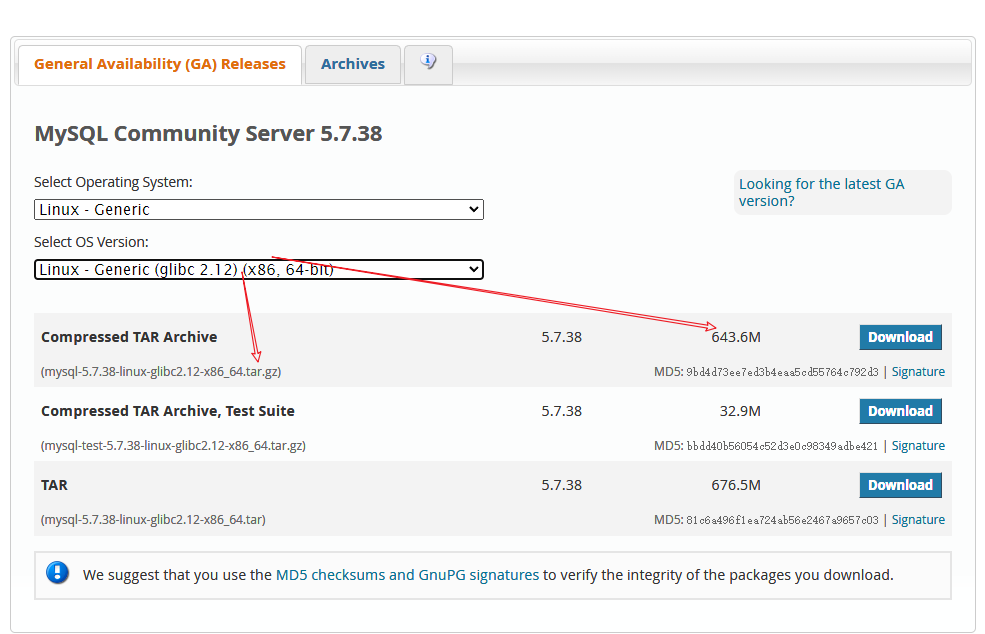 General Availability (GA) Releases
Archives
MySQL Community Server 5.7.38
Select Operating System:
Looking for the latest GA
version?
Linux - Generic
Select OS Version:
Linux - Generic (glibc 2.12) (x86, 64-bit)
Compressed TAR Archive 5.7.38 643.6M Download
(mysql-5.7.38-linux-glibc2.12-x86_64.tar.gz) MD5: 9bd4d73ee7ed3b4eaa5cd55764c792d3 | Signature
Compressed TAR Archive, Test Suite 5.7.38 32.9M Download
(mysql-test-5.7.38-linux-glibc2.12-x86_64.tar.gz) MD5: bbdd40b56054c52d3e0c98349adbe421 | Signature
TAR 5.7.38 676.5M Download
(mysql-5.7.38-linux-glibc2.12-x86_64.tar) MD5: 81c6a496f1ea724ab56e2467a9657c03 | Signature
We suggest that you use the MD5 checksums and GnuPG signatures to verify the integrity of the packages you download.